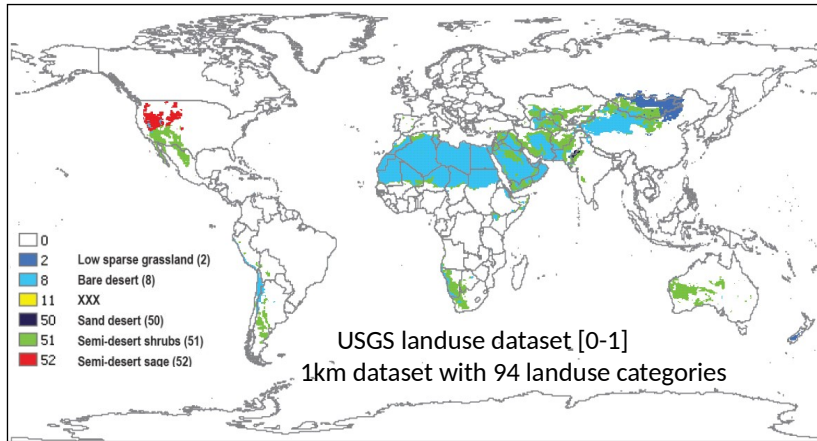 0
2 Low sparse grassland (2)
8 Bare desert (8)
11 XXX
50 Sand desert (50)
51 Semi-desert shrubs (51)
52 Semi-desert sage (52)
USGS landuse dataset [0-1]
1km dataset with 94 landuse categories